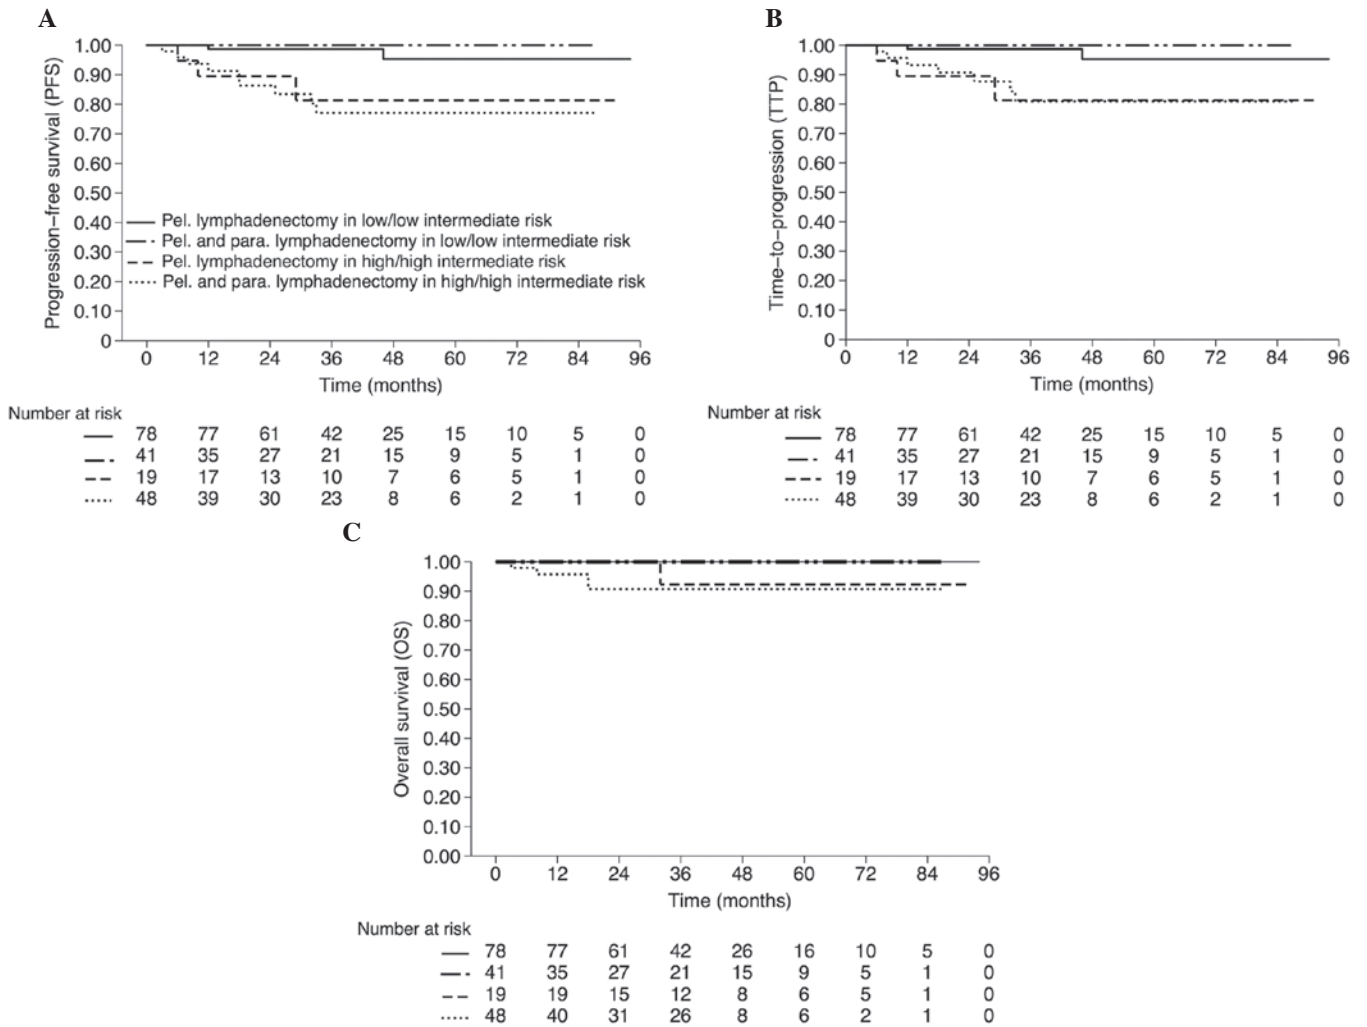 A
Progression-free survival (PFS)
1.00
0.90
0.80
0.70
0.60
0.50
0.40
0.30
0.20
0.10
0
Pel. lymphadenectomy in low/low intermediate risk
Pel. and para. lymphadenectomy in low/low intermediate risk
Pel. lymphadenectomy in high/high intermediate risk
Pel. and para. lymphadenectomy in high/high intermediate risk
0 12 24 36 48 60 72 84 96
Time (months)
Number at risk
78 77 61 42 25 15 10 5 0
41 35 27 21 15 9 5 1 0
19 17 13 10 7 6 5 1 0
48 39 30 23 8 6 2 1 0
B
Time-to-progression (TTP)
1.00
0.90
0.80
0.70
0.60
0.50
0.40
0.30
0.20
0.10
0
0 12 24 36 48 60 72 84 96
Time (months)
Number at risk
78 77 61 42 25 15 10 5 0
41 35 27 21 15 9 5 1 0
19 17 13 10 7 6 5 1 0
48 39 30 23 8 6 2 1 0
C
Overall survival (OS)
1.00
0.90
0.80
0.70
0.60
0.50
0.40
0.30
0.20
0.10
0.00
0 12 24 36 48 60 72 84 96
Time (months)
Number at risk
78 77 61 42 26 16 10 5 0
41 35 27 21 15 9 5 1 0
19 19 15 12 8 6 5 1 0
48 40 31 26 8 6 2 1 0